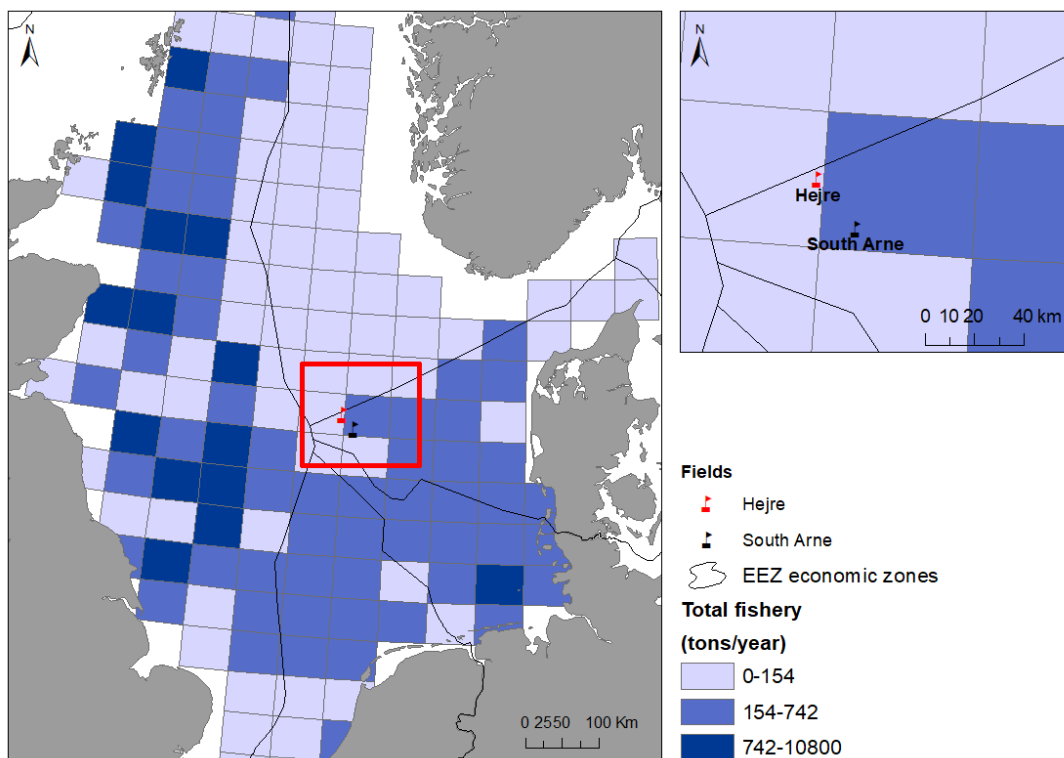 N
0 2550 100 Km
N
Hejre
South Arne
0 10 20 40 km
Fields
Hejre
South Arne
EEZ economic zones
Total fishery
(tons/year)
0-154
154-742
742-10800